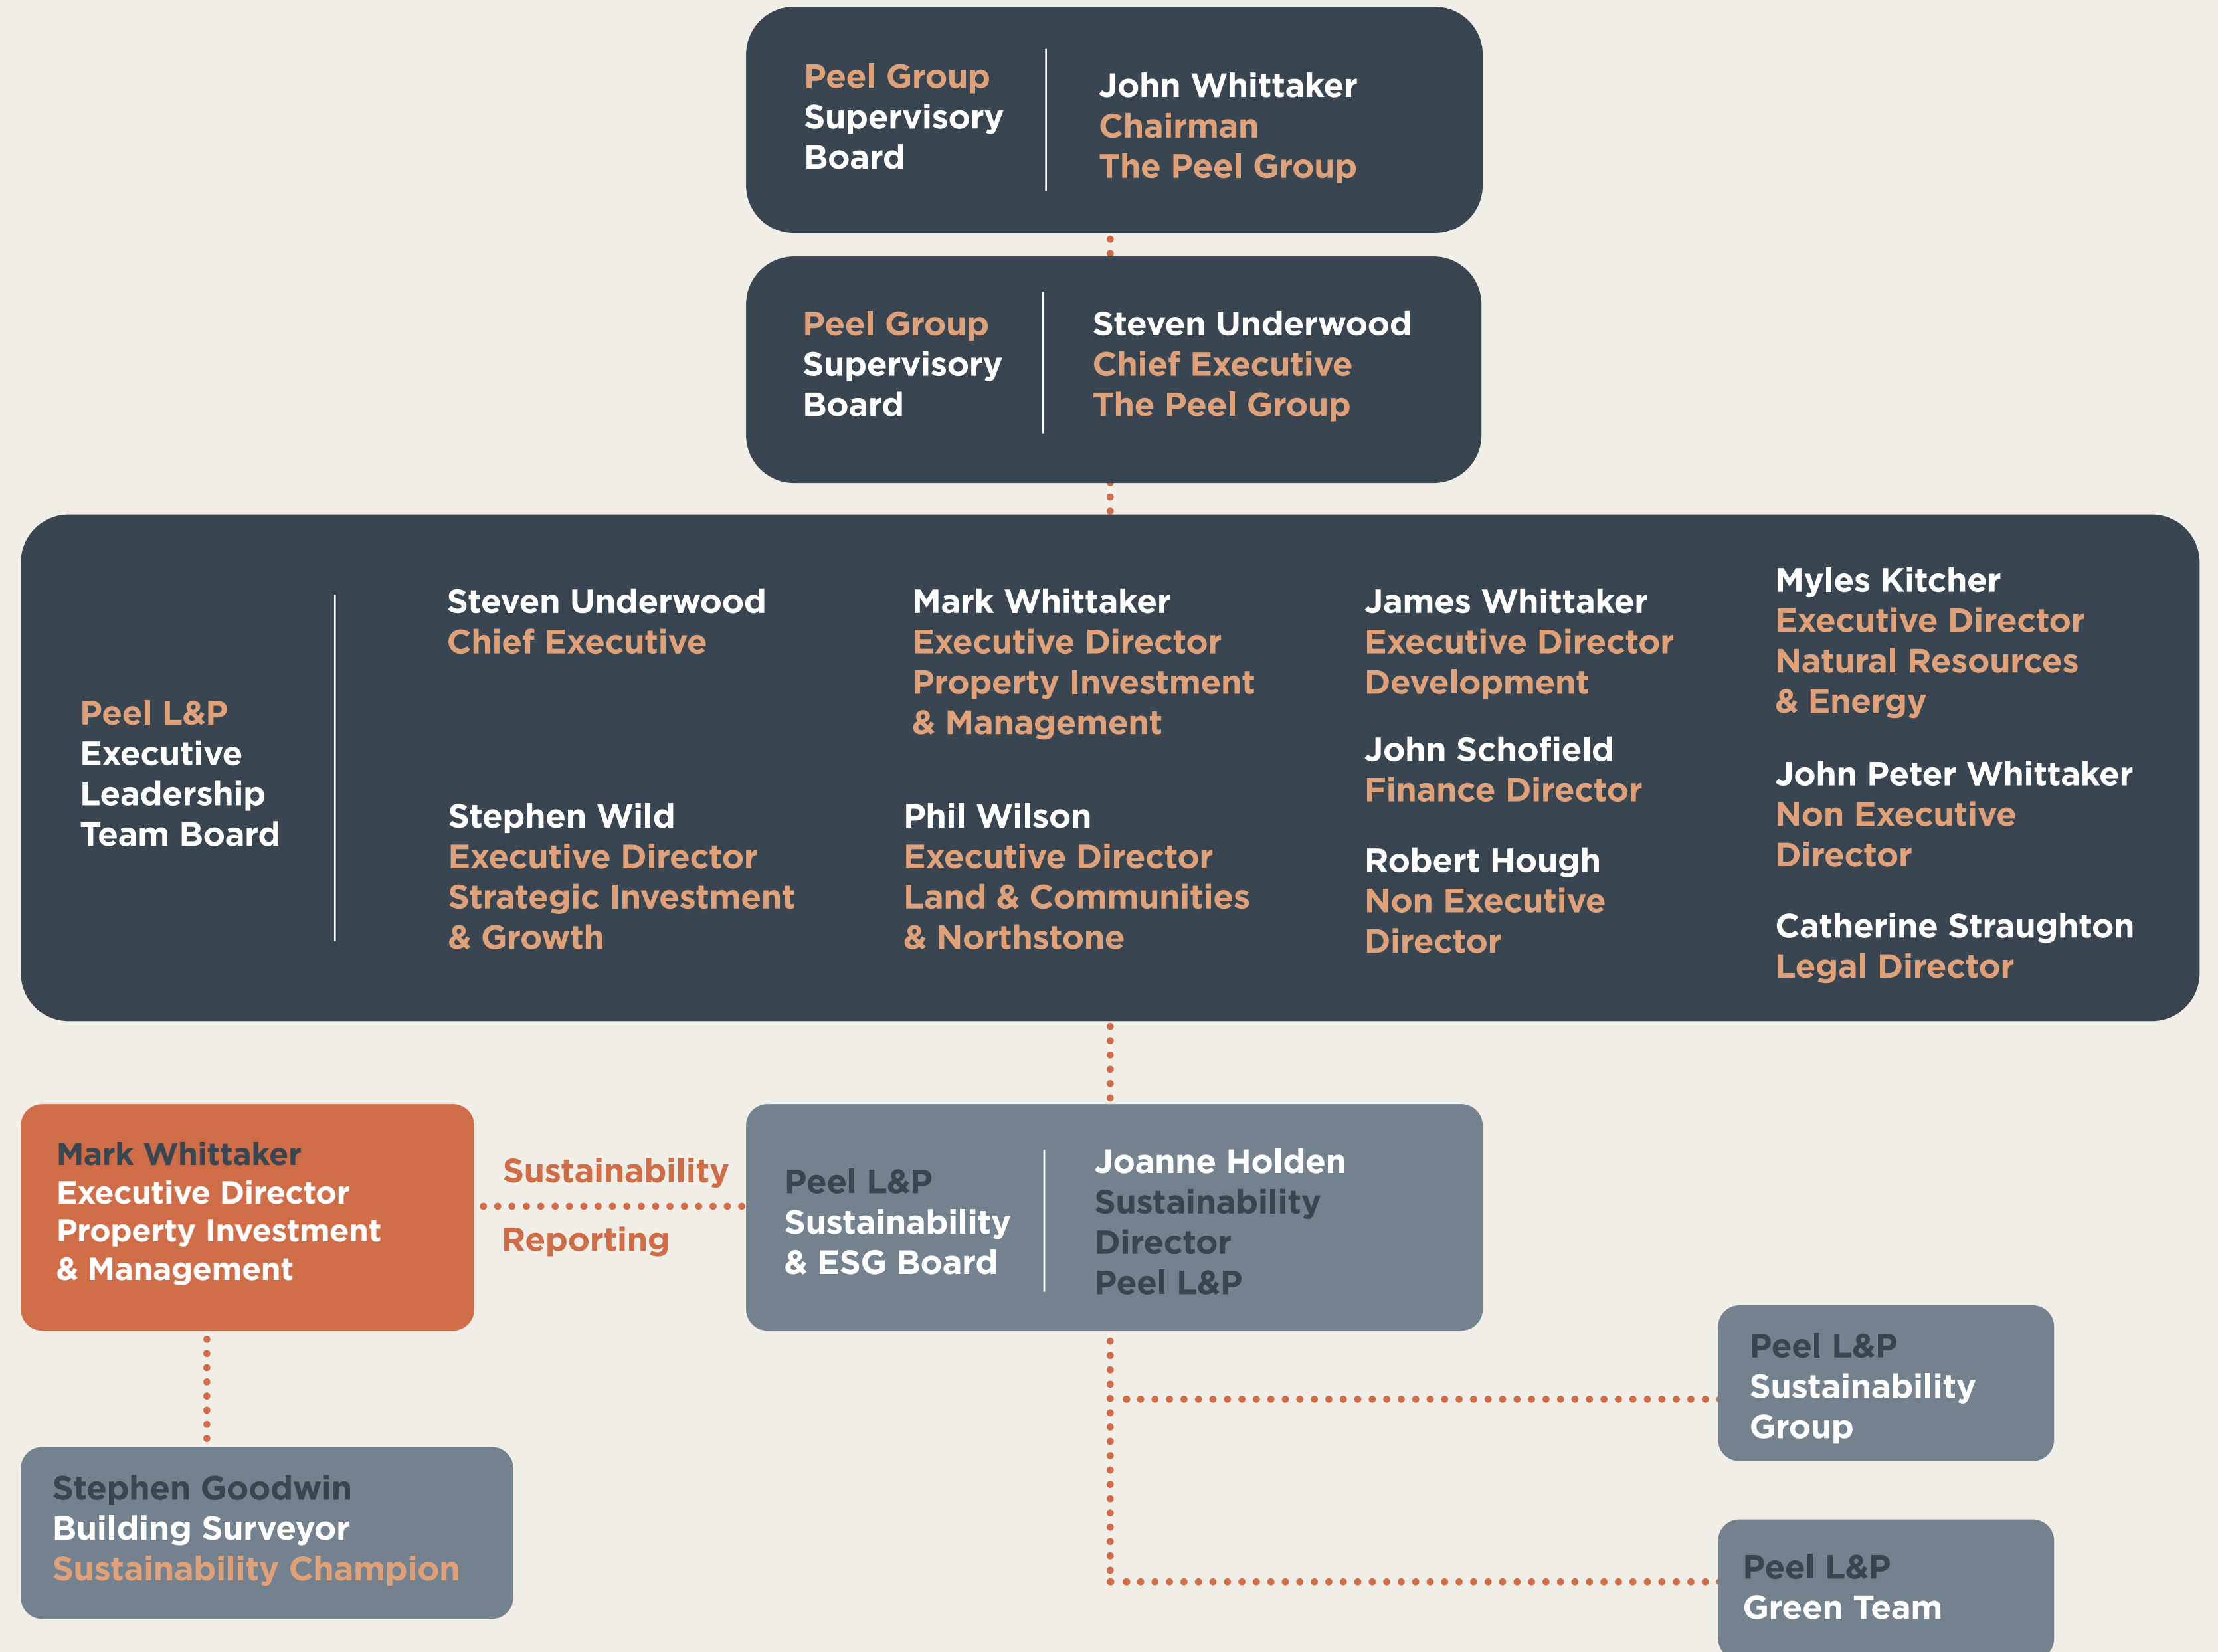 Peel Group
Supervisory
Board
John Whittaker
Chairman
The Peel Group
Peel Group
Supervisory
Board
Steven Underwood
Chief Executive
The Peel Group
Peel L&P
Executive
Leadership
Team Board
Steven Underwood
Chief Executive
Mark Whittaker
Executive Director
Property Investment
& Management
James Whittaker
Executive Director
Development
Myles Kitcher
Executive Director
Natural Resources
& Energy
Stephen Wild
Executive Director
Strategic Investment
& Growth
Phil Wilson
Executive Director
Land & Communities
& Northstone
John Schofield
Finance Director
Robert Hough
Non Executive
Director
John Peter Whittaker
Non Executive
Director
Catherine Straughton
Legal Director
Mark Whittaker
Executive Director
Property Investment
& Management
Sustainability
Reporting
Peel L&P
Sustainability
& ESG Board
Joanne Holden
Sustainability
Director
Peel L&P
Peel L&P
Sustainability
Group
Stephen Goodwin
Building Surveyor
Sustainability Champion
Peel L&P
Green Team